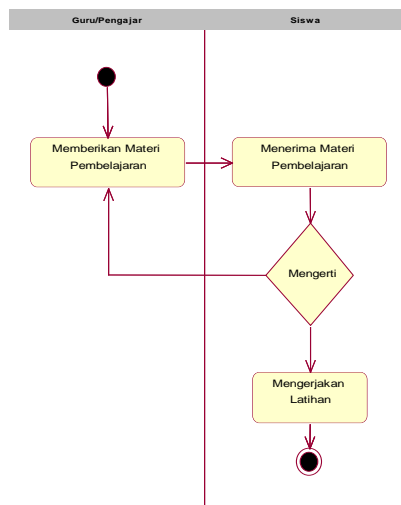 Guru/Pengajar
Siswa
Memberikan Materi
Pembelajaran
Menerima Materi
Pembelajaran
Mengerti
Mengerjakan
Latihan